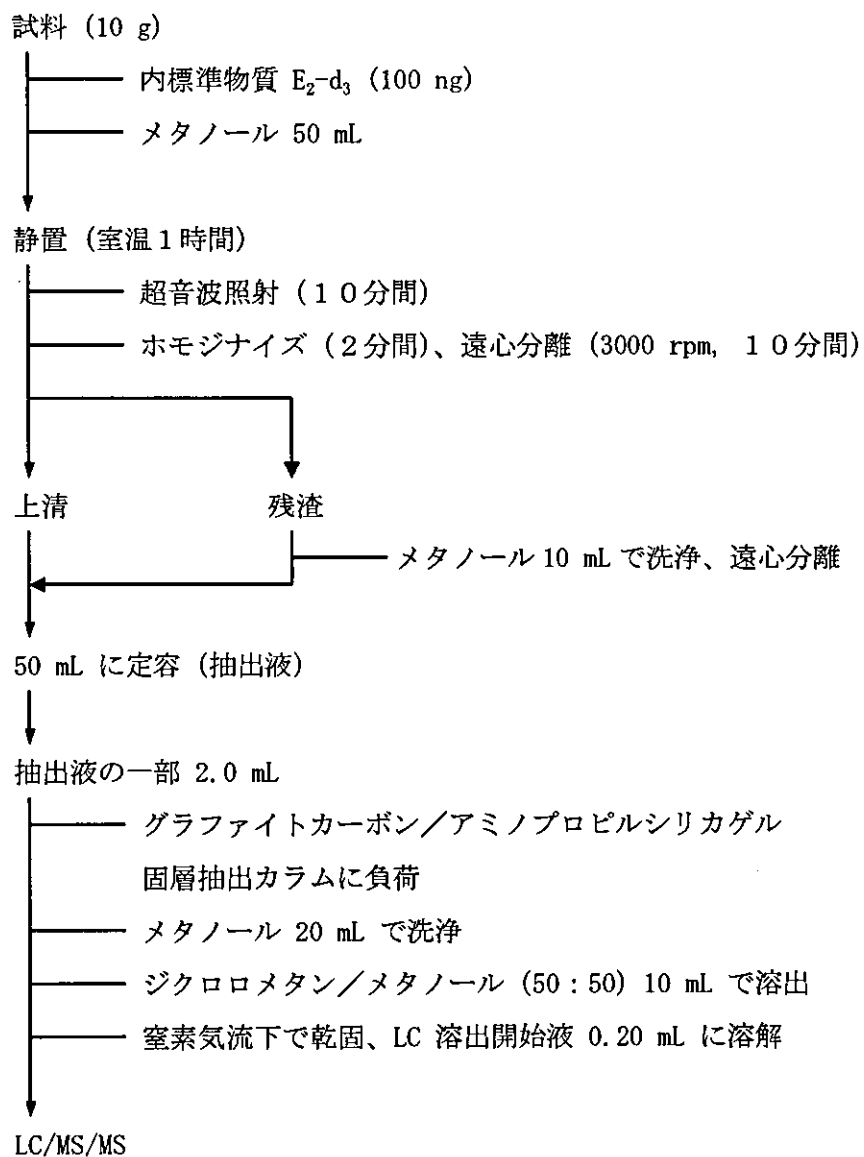 試料 (10 g)
内標準物質 E₂-d₃ (100 ng)
メタノール 50 mL
静置 (室温１時間)
超音波照射 (１０分間)
ホモジナイズ (２分間)、遠心分離 (3000 rpm, １０分間)
上清
残渣
メタノール 10 mL で洗浄、遠心分離
50 mL に定容 (抽出液)
抽出液の一部 2.0 mL
グラファイトカーボン／アミノプロピルシリカゲル
固層抽出カラムに負荷
メタノール 20 mL で洗浄
ジクロロメタン／メタノール (50：50) 10 mL で溶出
窒素気流下で乾固、LC 溶出開始液 0.20 mL に溶解
LC/MS/MS